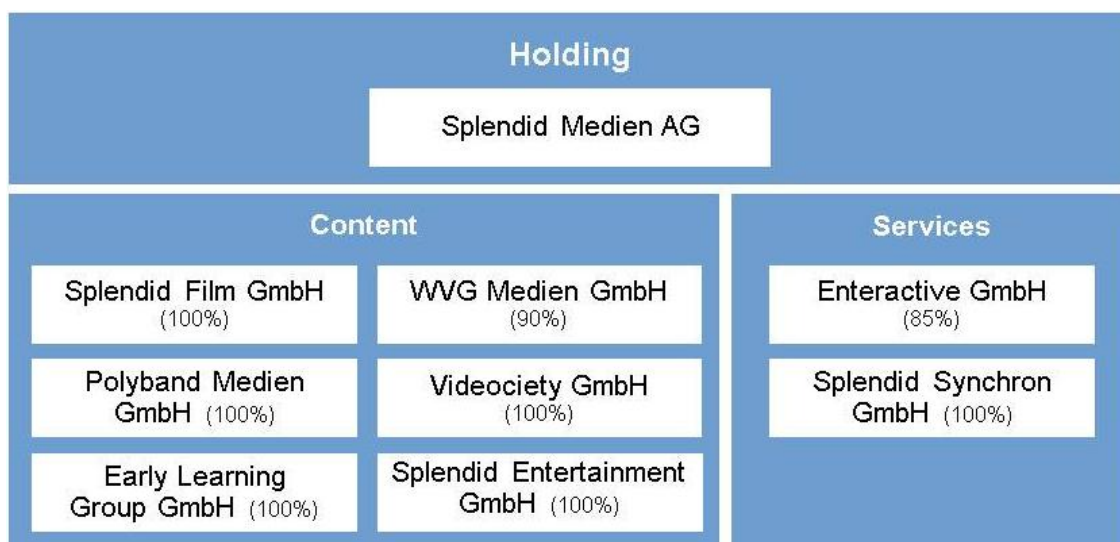 Holding
Splendid Medien AG
Content
Splendid Film GmbH
(100%)
WVG Medien GmbH
(90%)
Polyband Medien
GmbH (100%)
Videociety GmbH
(100%)
Early Learning
Group GmbH (100%)
Splendid Entertainment
GmbH (100%)
Services
Enteractive GmbH
(85%)
Splendid Synchron
GmbH (100%)